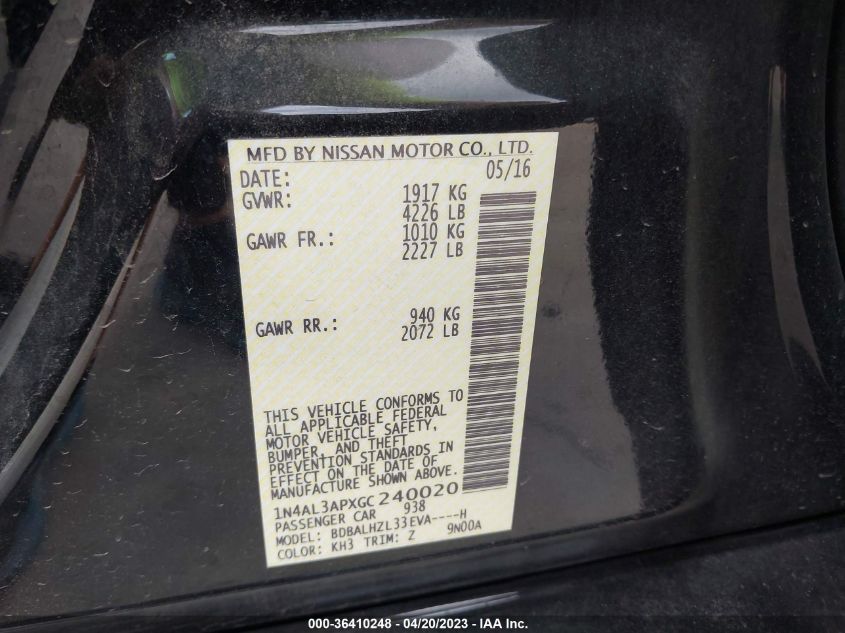 MFD BY NISSAN MOTOR CO., LTD.
DATE: 05/16
GVWR: 1917 KG
4226 LB
GAWR FR.: 1010 KG
2227 LB
GAWR RR.: 940 KG
2072 LB
THIS VEHICLE CONFORMS TO
ALL APPLICABLE FEDERAL
MOTOR VEHICLE SAFETY,
BUMPER, AND THEFT
PREVENTION STANDARDS IN
EFFECT ON THE DATE OF
MANUFACTURE SHOWN ABOVE.
1N4AL3APXGC240020
PASSENGER CAR 938
MODEL: BDBALHZL33EVA----H
COLOR: KH3 TRIM: Z 9N00A
000-36410248 - 04/20/2023 - IAA Inc.